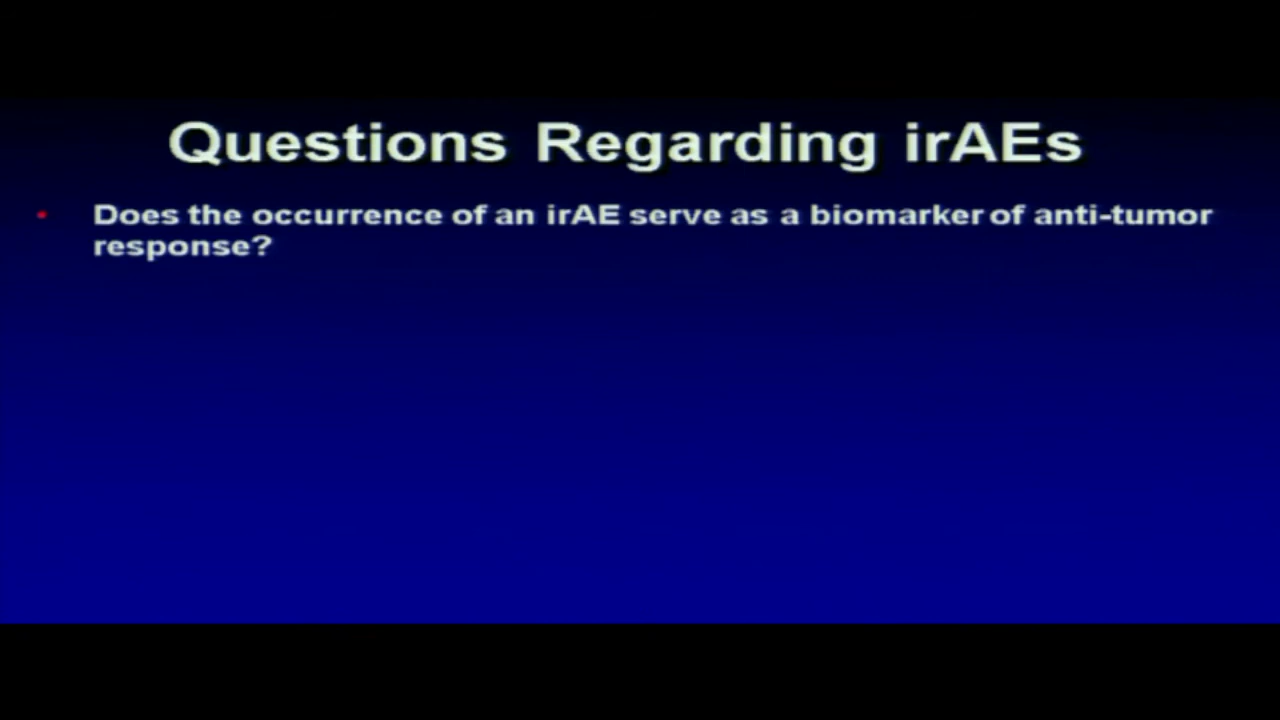 Questions Regarding irAEs
• Does the occurrence of an irAE serve as a biomarker of anti-tumor
response?